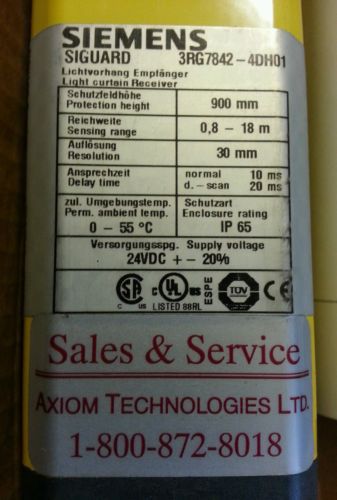 SIEMENS
SIGUARD 3RG7842-4DH01
Lichtvorhang Empfänger
Light curtain Receiver
Schutzfeldhöhe
Protection height 900 mm
Reichweite
Sensing range 0,8 - 18 m
Auflösung
Resolution 30 mm
Ansprechzeit normal 10 ms
Delay time d.-scan 20 ms
zul. Umgebungstemp. Schutzart
Perm. ambient temp. Enclosure rating
0 - 55 °C IP 65
Versorgungsspg. Supply voltage
24VDC + - 20%
C US
C UL US ESPE TÜV CE
LISTED 88RL
Sales & Service
AXIOM TECHNOLOGIES LTD.
1-800-872-8018